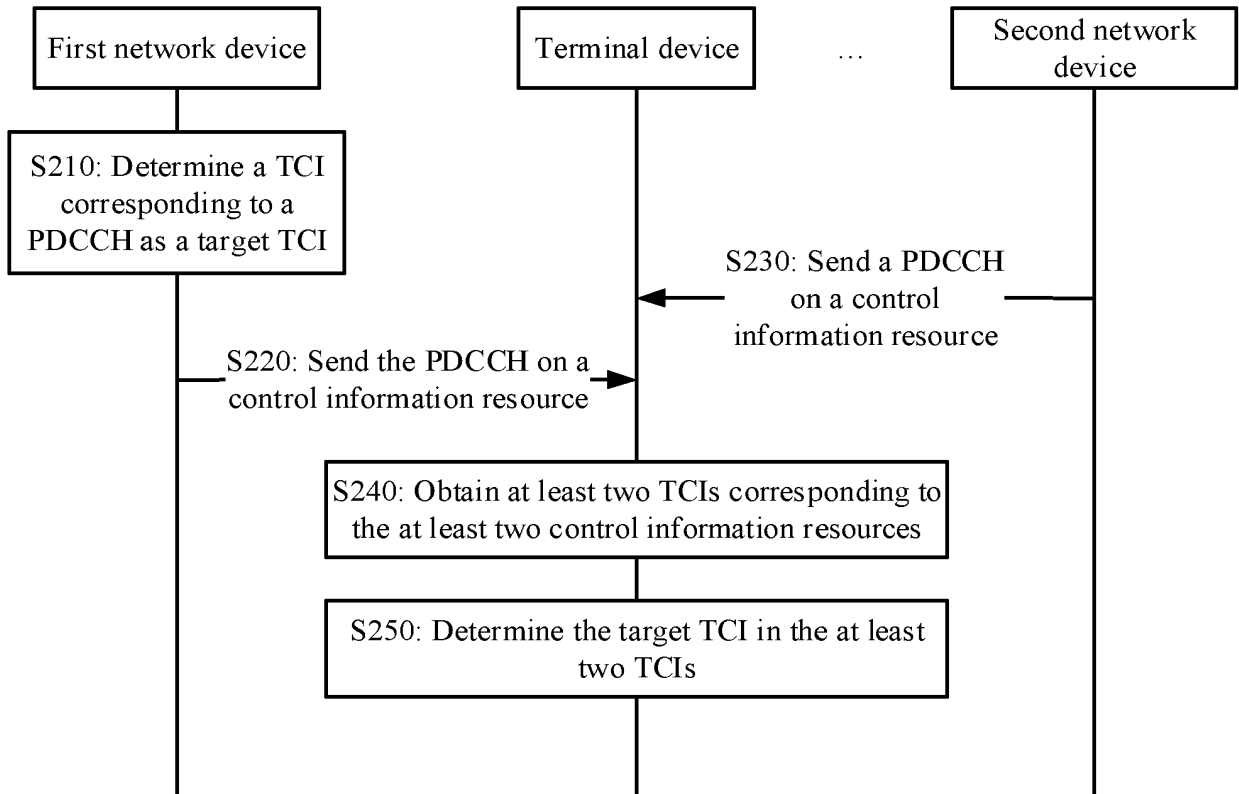 First network device
Terminal device
...
Second network
device
S210: Determine a TCI
corresponding to a
PDCCH as a target TCI
S230: Send a PDCCH
on a control
information resource
S220: Send the PDCCH on a
control information resource
S240: Obtain at least two TCIs corresponding to
the at least two control information resources
S250: Determine the target TCI in the at least
two TCIs